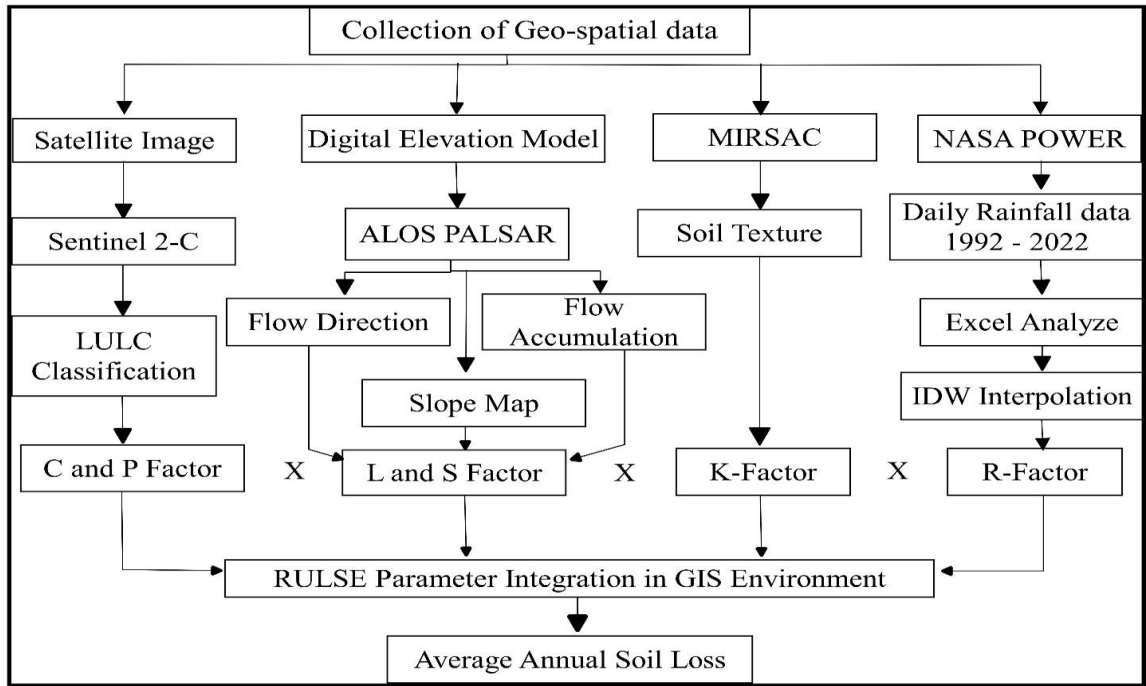 Collection of Geo-spatial data
Satellite Image
Digital Elevation Model
MIRSAC
NASA POWER
Sentinel 2-C
ALOS PALSAR
Soil Texture
Daily Rainfall data
1992 - 2022
Flow Direction
Flow
Accumulation
LULC
Classification
Excel Analyze
Slope Map
IDW Interpolation
C and P Factor
X
L and S Factor
X
K-Factor
X
R-Factor
RULSE Parameter Integration in GIS Environment
Average Annual Soil Loss